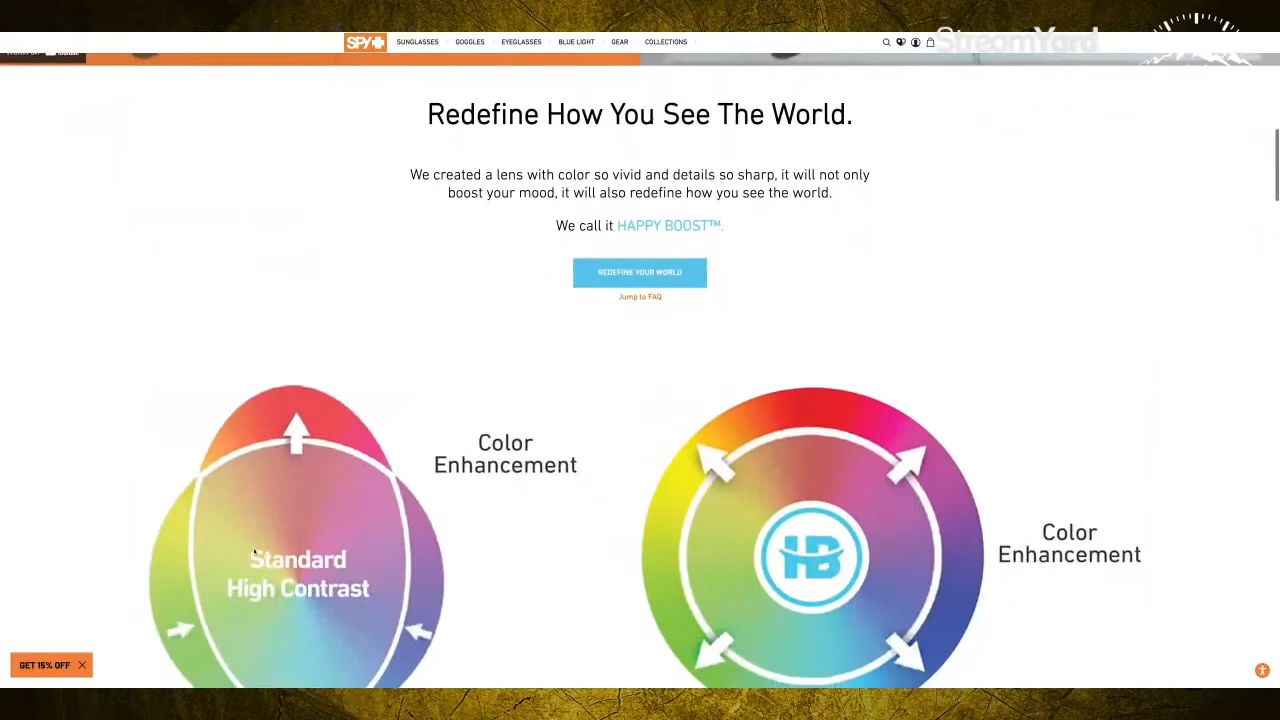 StreamYard
SPY+
SUNGLASSES
GOGGLES
EYEGLASSES
BLUE LIGHT
GEAR
COLLECTIONS
Redefine How You See The World.
We created a lens with color so vivid and details so sharp, it will not only
boost your mood, it will also redefine how you see the world.
We call it HAPPY BOOST™.
REDEFINE YOUR WORLD
Jump to FAQ
Color
Enhancement
Standard
High Contrast
HB
Color
Enhancement
GET 15% OFF